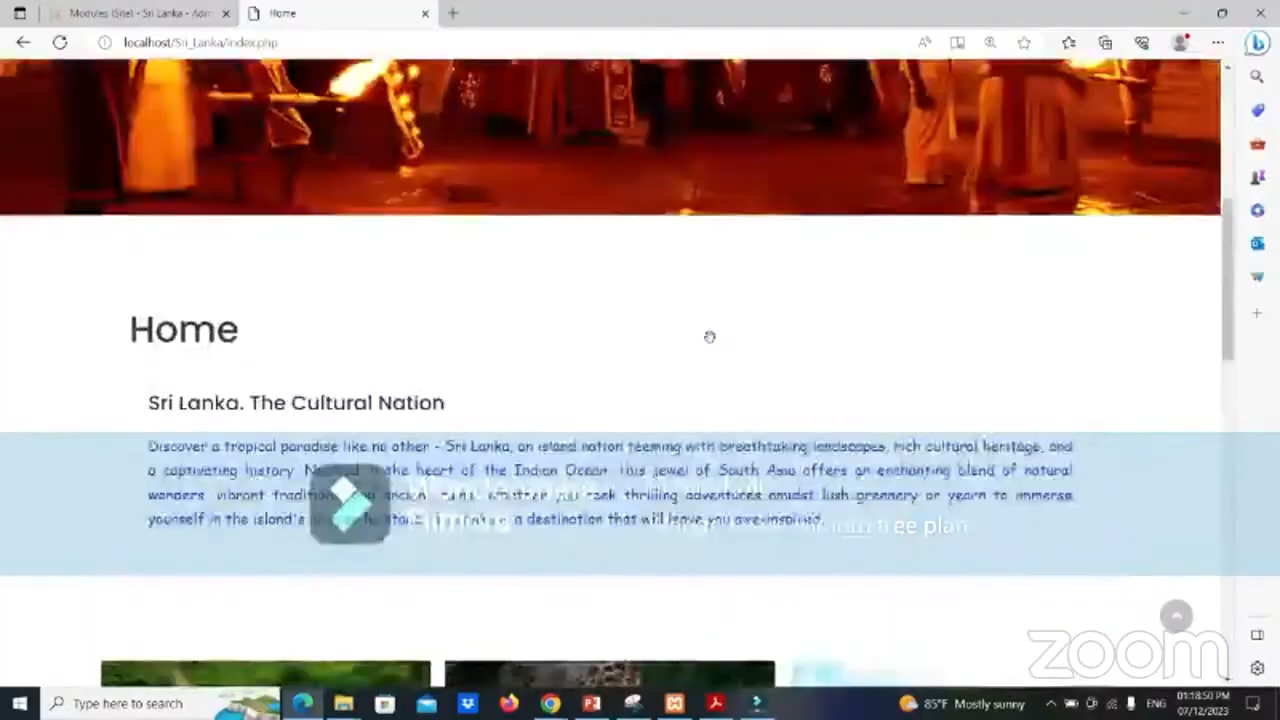 Modules (Site) - Sri Lanka - Adm
Home
localhost/Sri_Lanka/index.php
Home
Sri Lanka. The Cultural Nation
Discover a tropical paradise like no other - Sri Lanka, an island nation teeming with breathtaking landscapes, rich cultural heritage, and
a captivating history. the heart of the Indian Ocean this jewel of South Asia offers an enchanting blend of natural
wonders, vibrant whether you seek thrilling adventures amidst lush greenery or yearn to immerse
yourself in the island's a destination that will leave you awe-inspired.
free plan
zoom
Type here to search
85°F Mostly sunny
ENG
01:18:50 PM
07/12/2023